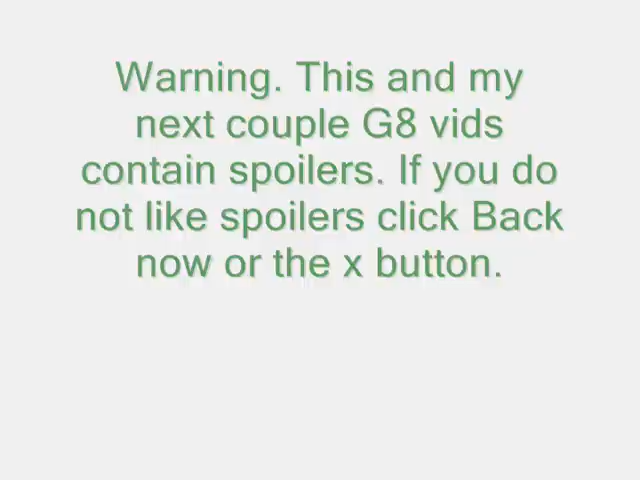 Warning. This and my
next couple G8 vids
contain spoilers. If you do
not like spoilers click Back
now or the x button.